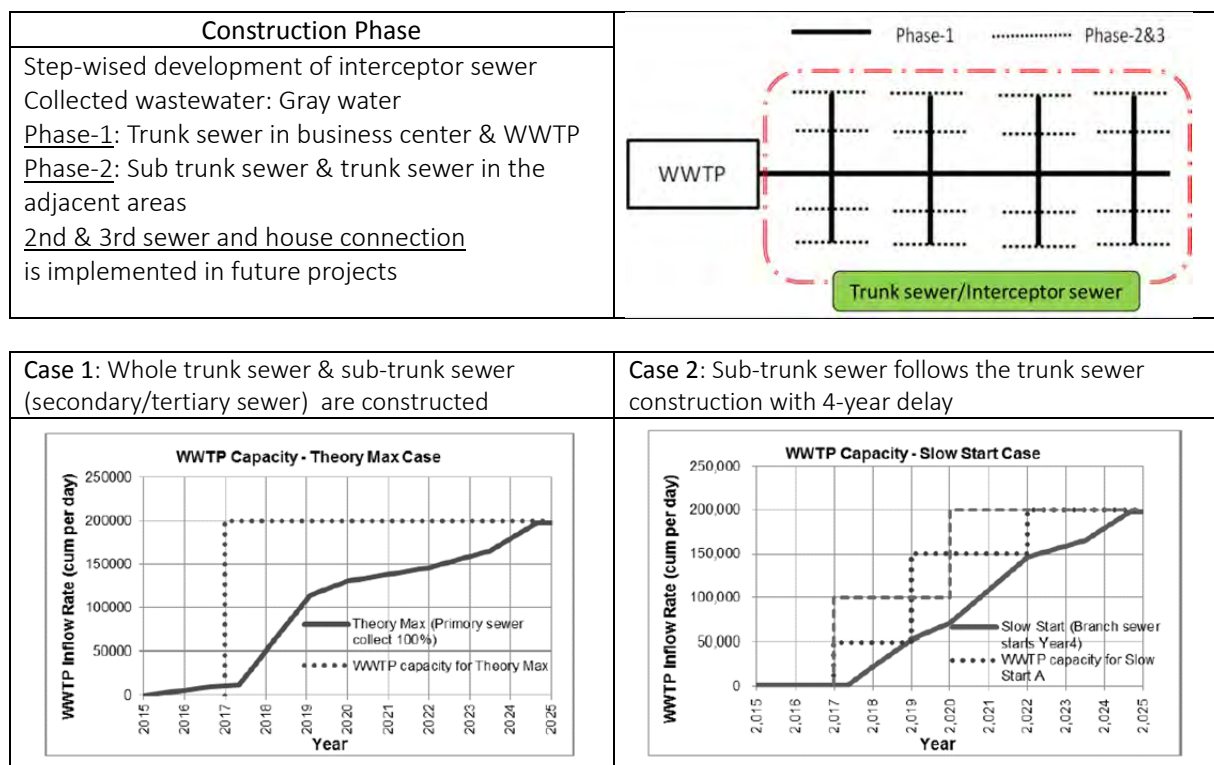 Construction Phase
Step-wised development of interceptor sewer
Collected wastewater: Gray water
Phase-1: Trunk sewer in business center & WWTP
Phase-2: Sub trunk sewer & trunk sewer in the
adjacent areas
2nd & 3rd sewer and house connection
is implemented in future projects
Phase-1
Phase-2&3
WWTP
Trunk sewer/Interceptor sewer
Case 1: Whole trunk sewer & sub-trunk sewer
(secondary/tertiary sewer) are constructed
WWTP Capacity - Theory Max Case
WWTP Inflow Rate (cum per day)
250000
200000
150000
100000
50000
0
Theory Max (Primory sewer
collect 100%)
WWTP capacity for Theory Max
2015
2016
2017
2018
2019
2020
2021
2022
2023
2024
2025
Year
Case 2: Sub-trunk sewer follows the trunk sewer
construction with 4-year delay
WWTP Capacity - Slow Start Case
WWTP Inflow Rate (cum per day)
250,000
200,000
150,000
100,000
50,000
0
Slow Start (Branch sewer
starts Year4)
WWTP capacity for Slow
Start A
2,015
2,016
2,017
2,018
2,019
2,020
2,021
2,022
2,023
2,024
2,025
Year